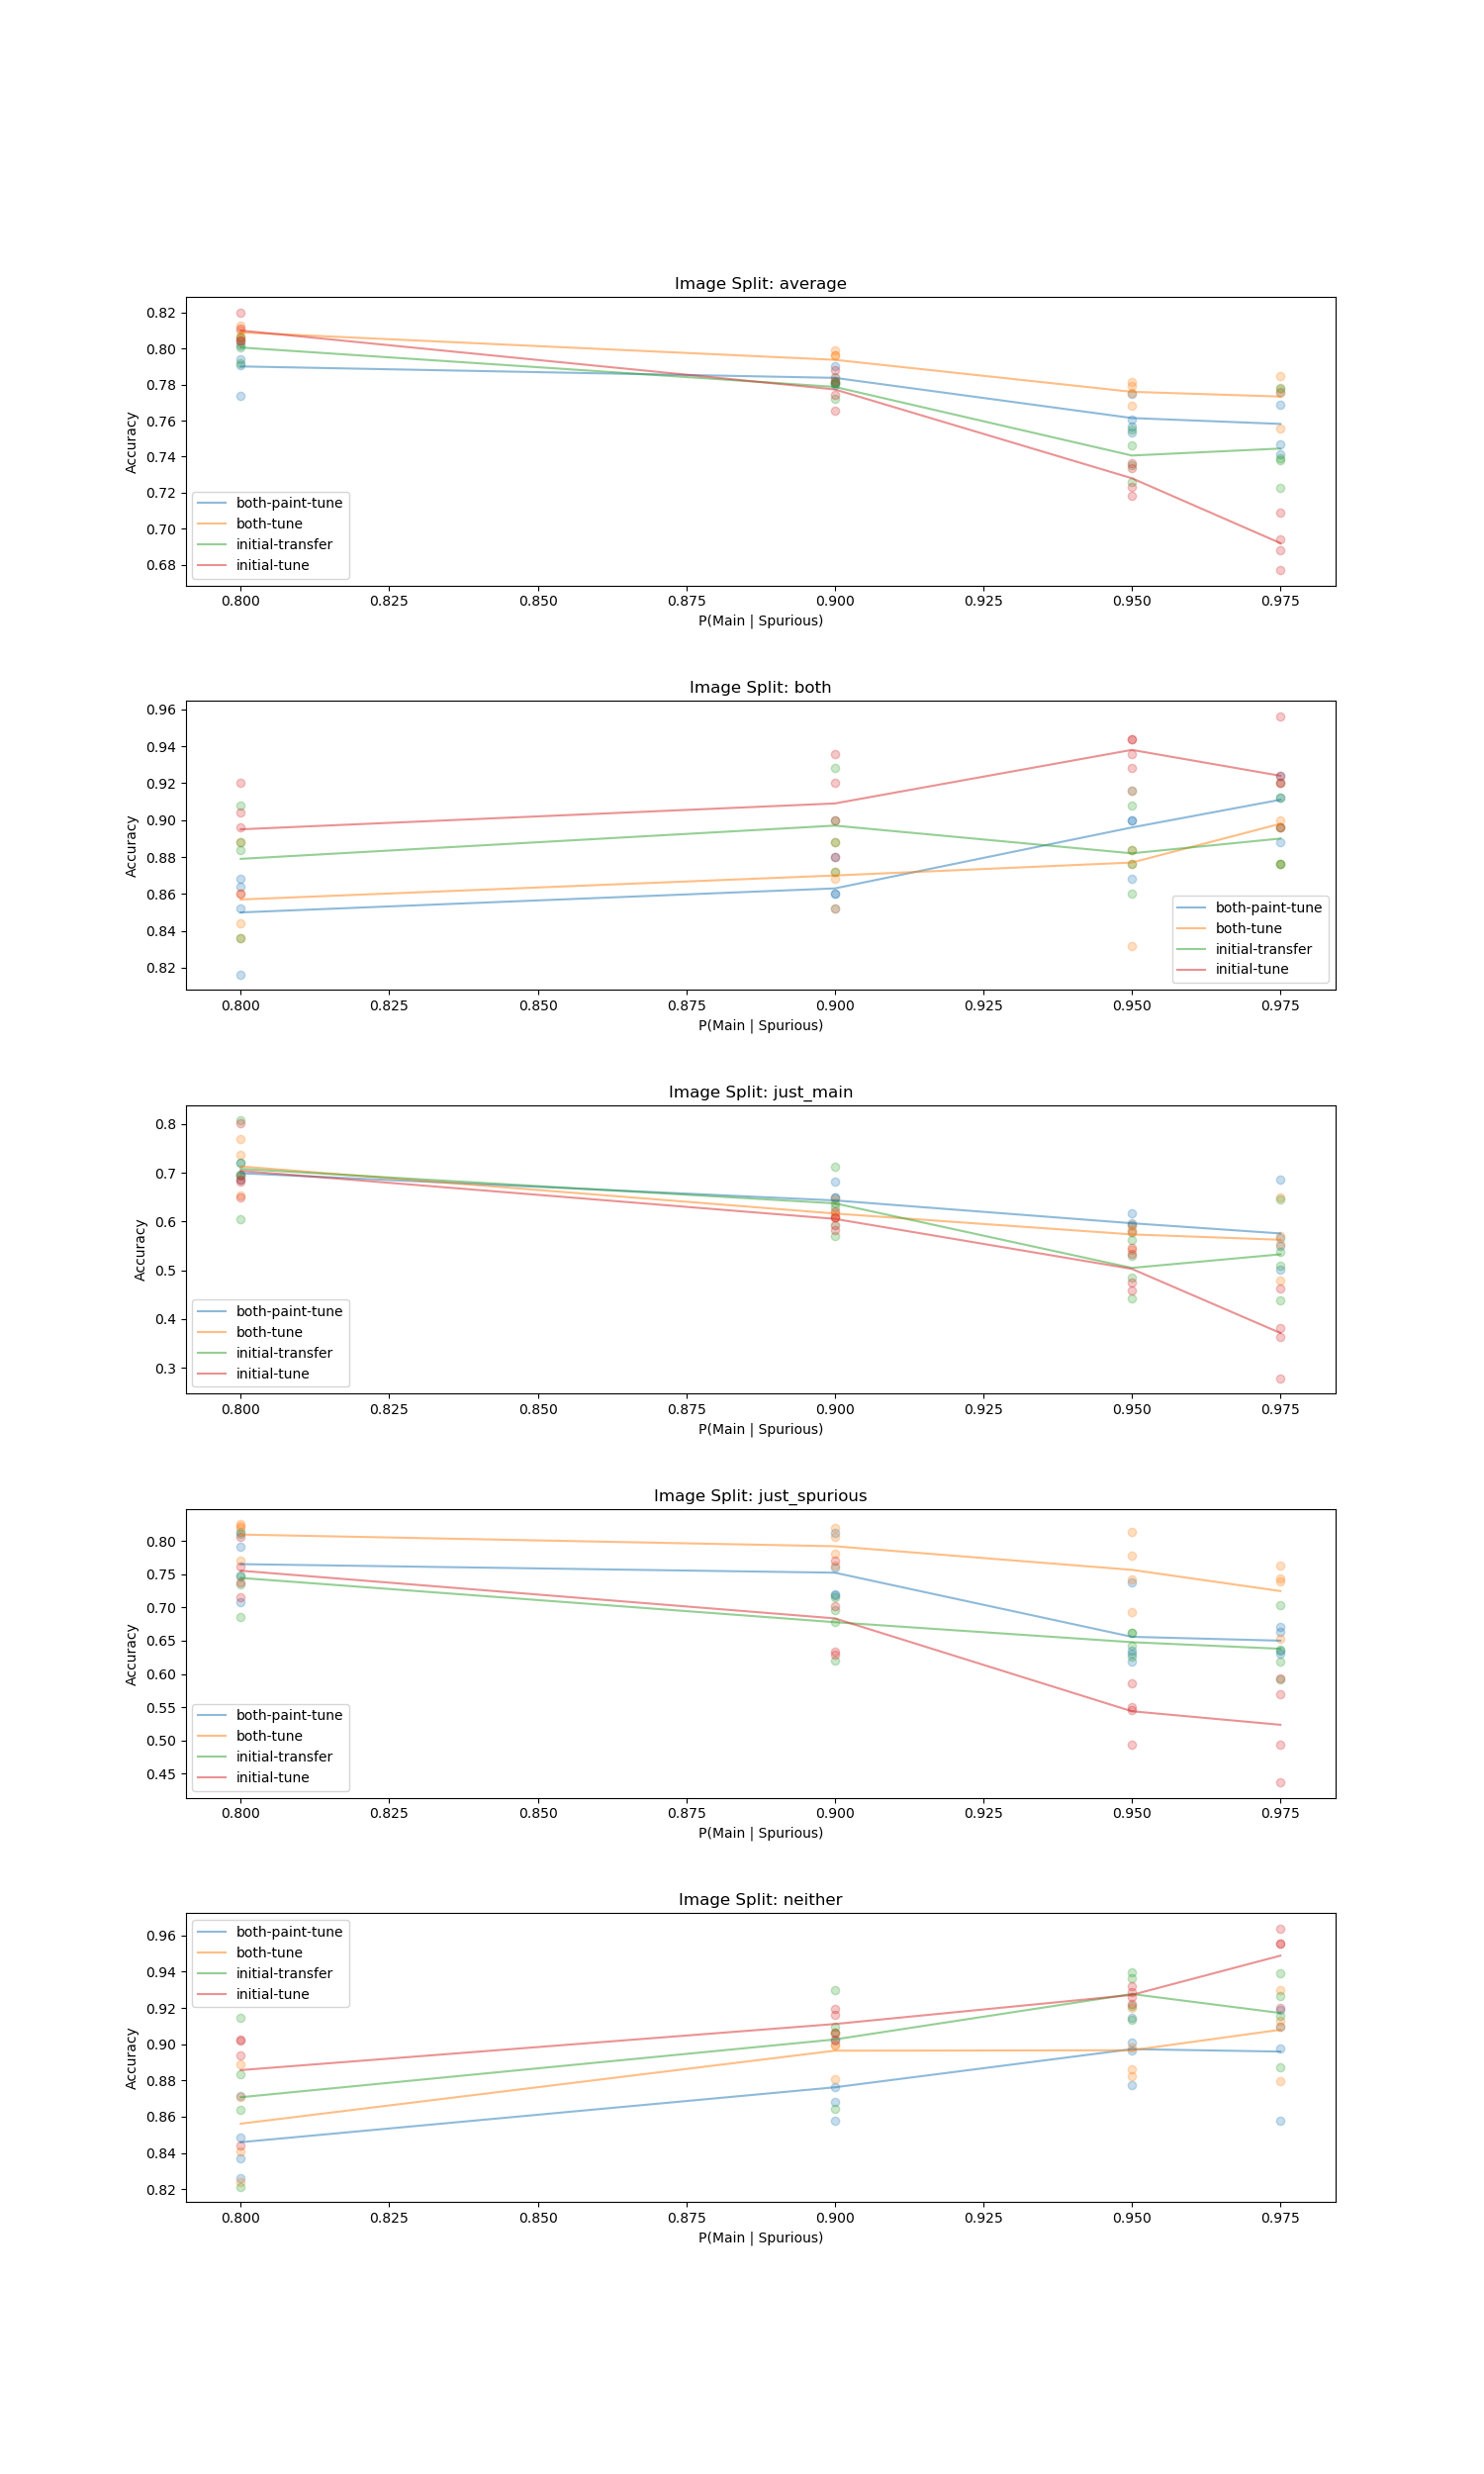 Image Split: average
0.82
0.80
0.78
0.76
0.74
0.72
0.70
0.68
Accuracy
both-paint-tune
both-tune
initial-transfer
initial-tune
0.800 0.825 0.850 0.875 0.900 0.925 0.950 0.975
P(Main | Spurious)
Image Split: both
0.96
0.94
0.92
0.90
0.88
0.86
0.84
0.82
Accuracy
both-paint-tune
both-tune
initial-transfer
initial-tune
0.800 0.825 0.850 0.875 0.900 0.925 0.950 0.975
P(Main | Spurious)
Image Split: just_main
0.8
0.7
0.6
0.5
0.4
0.3
Accuracy
both-paint-tune
both-tune
initial-transfer
initial-tune
0.800 0.825 0.850 0.875 0.900 0.925 0.950 0.975
P(Main | Spurious)
Image Split: just_spurious
0.80
0.75
0.70
0.65
0.60
0.55
0.50
0.45
Accuracy
both-paint-tune
both-tune
initial-transfer
initial-tune
0.800 0.825 0.850 0.875 0.900 0.925 0.950 0.975
P(Main | Spurious)
Image Split: neither
0.96
0.94
0.92
0.90
0.88
0.86
0.84
0.82
Accuracy
both-paint-tune
both-tune
initial-transfer
initial-tune
0.800 0.825 0.850 0.875 0.900 0.925 0.950 0.975
P(Main | Spurious)